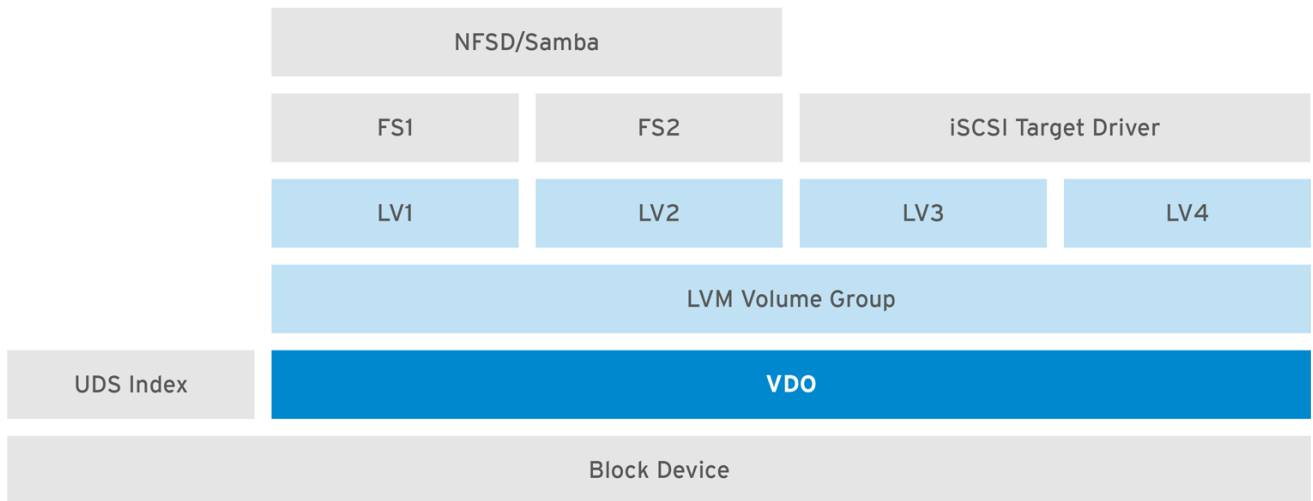 NFSD/Samba
FS1
FS2
iSCSI Target Driver
LV1
LV2
LV3
LV4
LVM Volume Group
UDS Index
VDO
Block Device